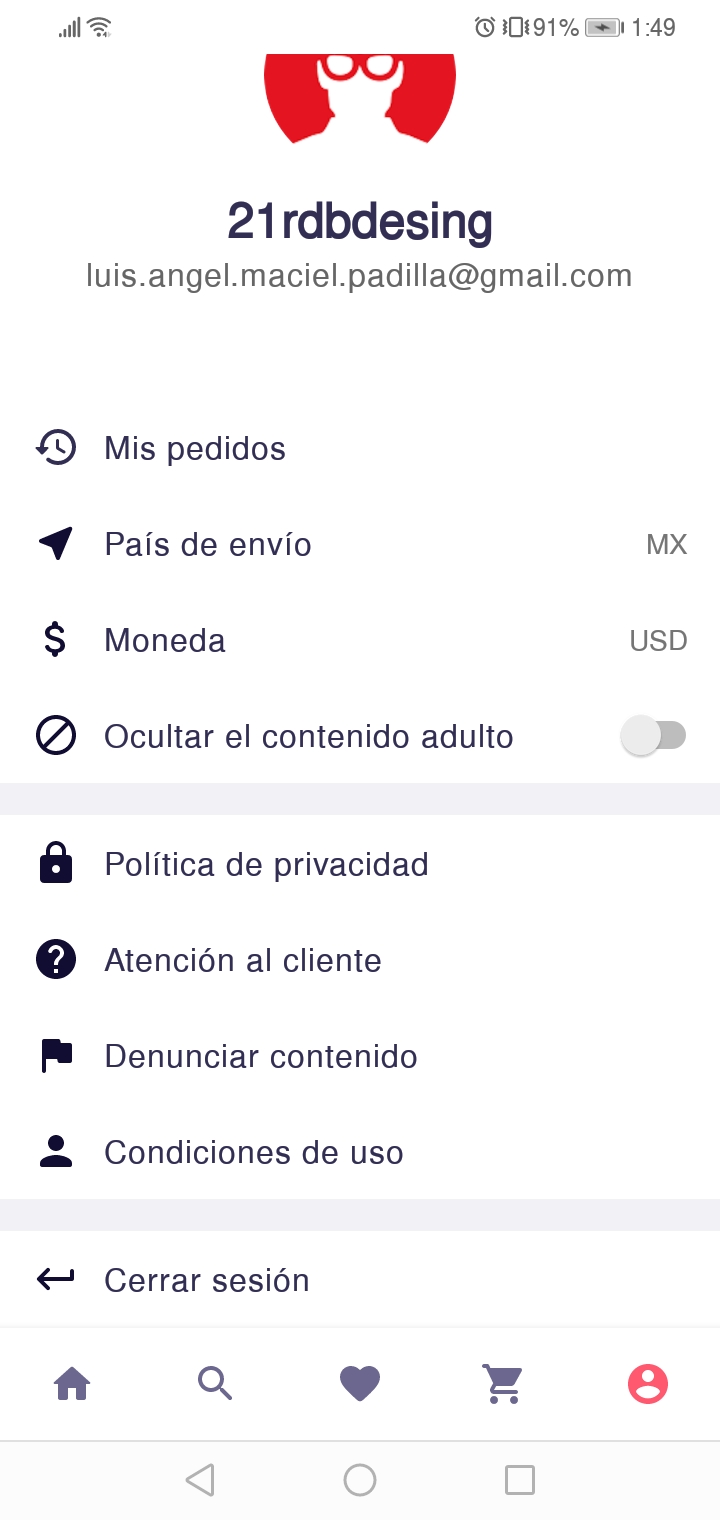 91% 1:49
21rdbdesing
luis.angel.maciel.padilla@gmail.com
Mis pedidos
País de envío MX
Moneda USD
Ocultar el contenido adulto
Política de privacidad
Atención al cliente
Denunciar contenido
Condiciones de uso
Cerrar sesión